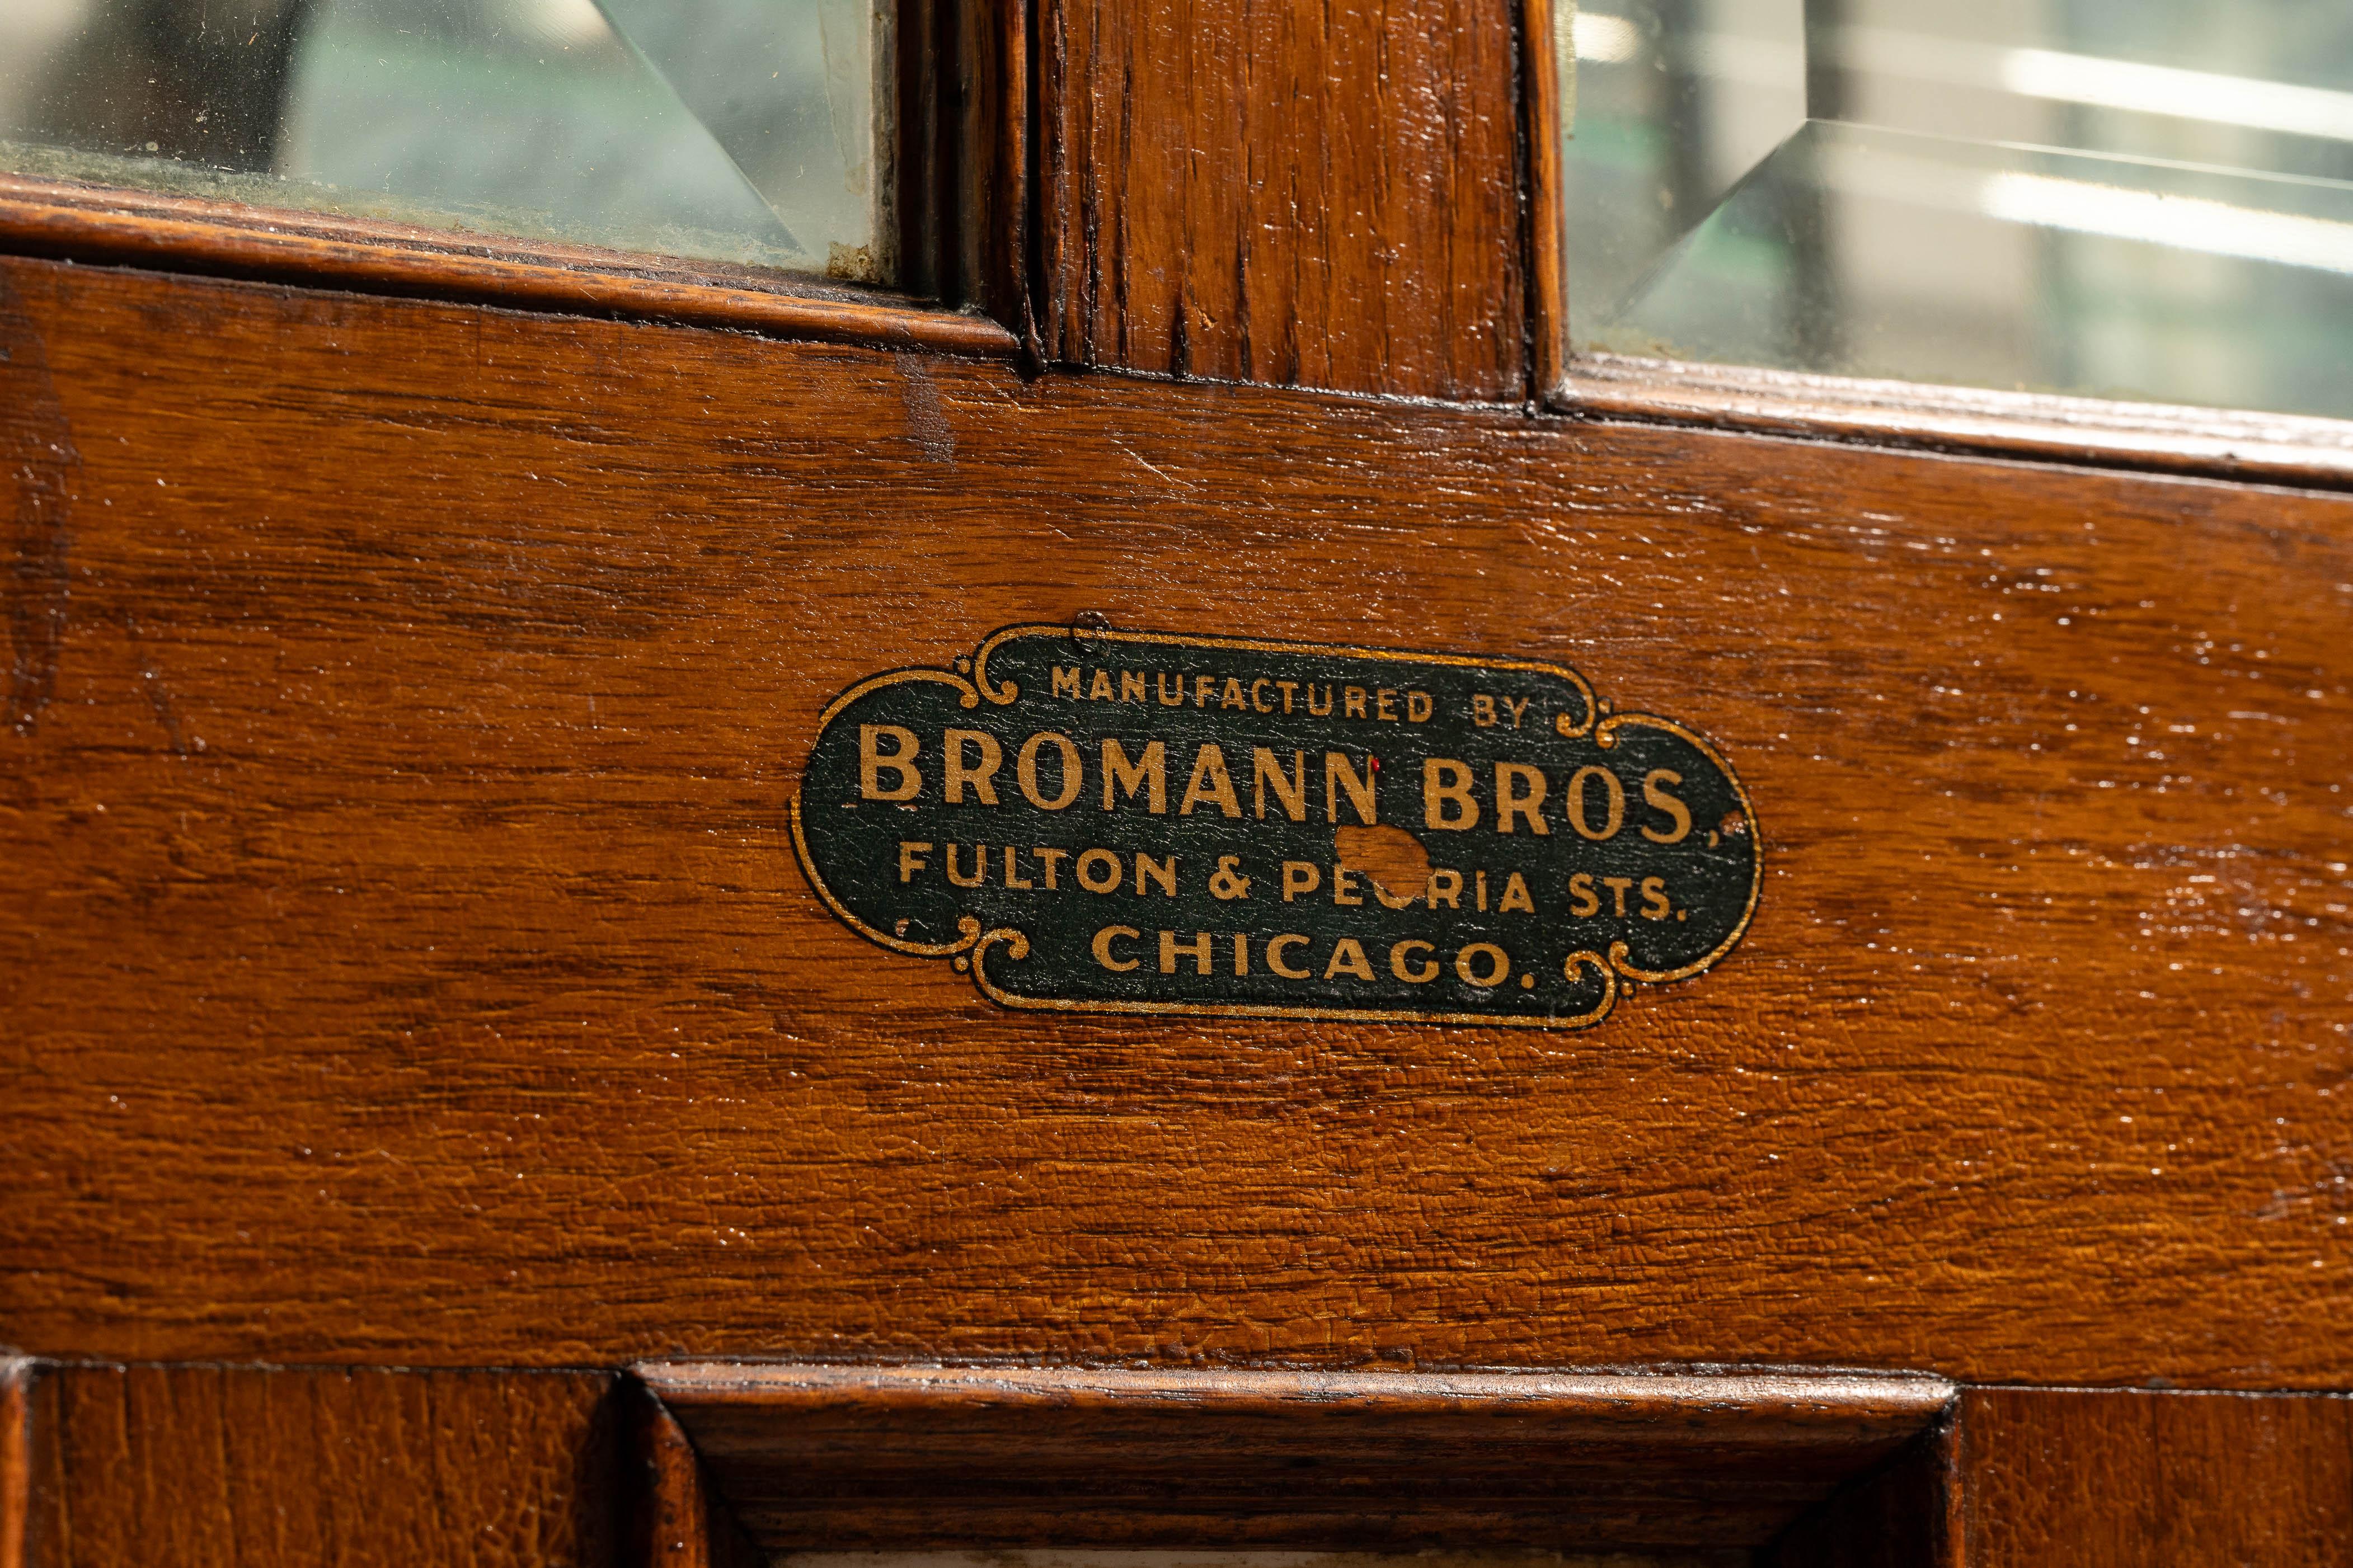 MANUFACTURED BY
BROMANN BROS,
FULTON & PEORIA STS.
CHICAGO.